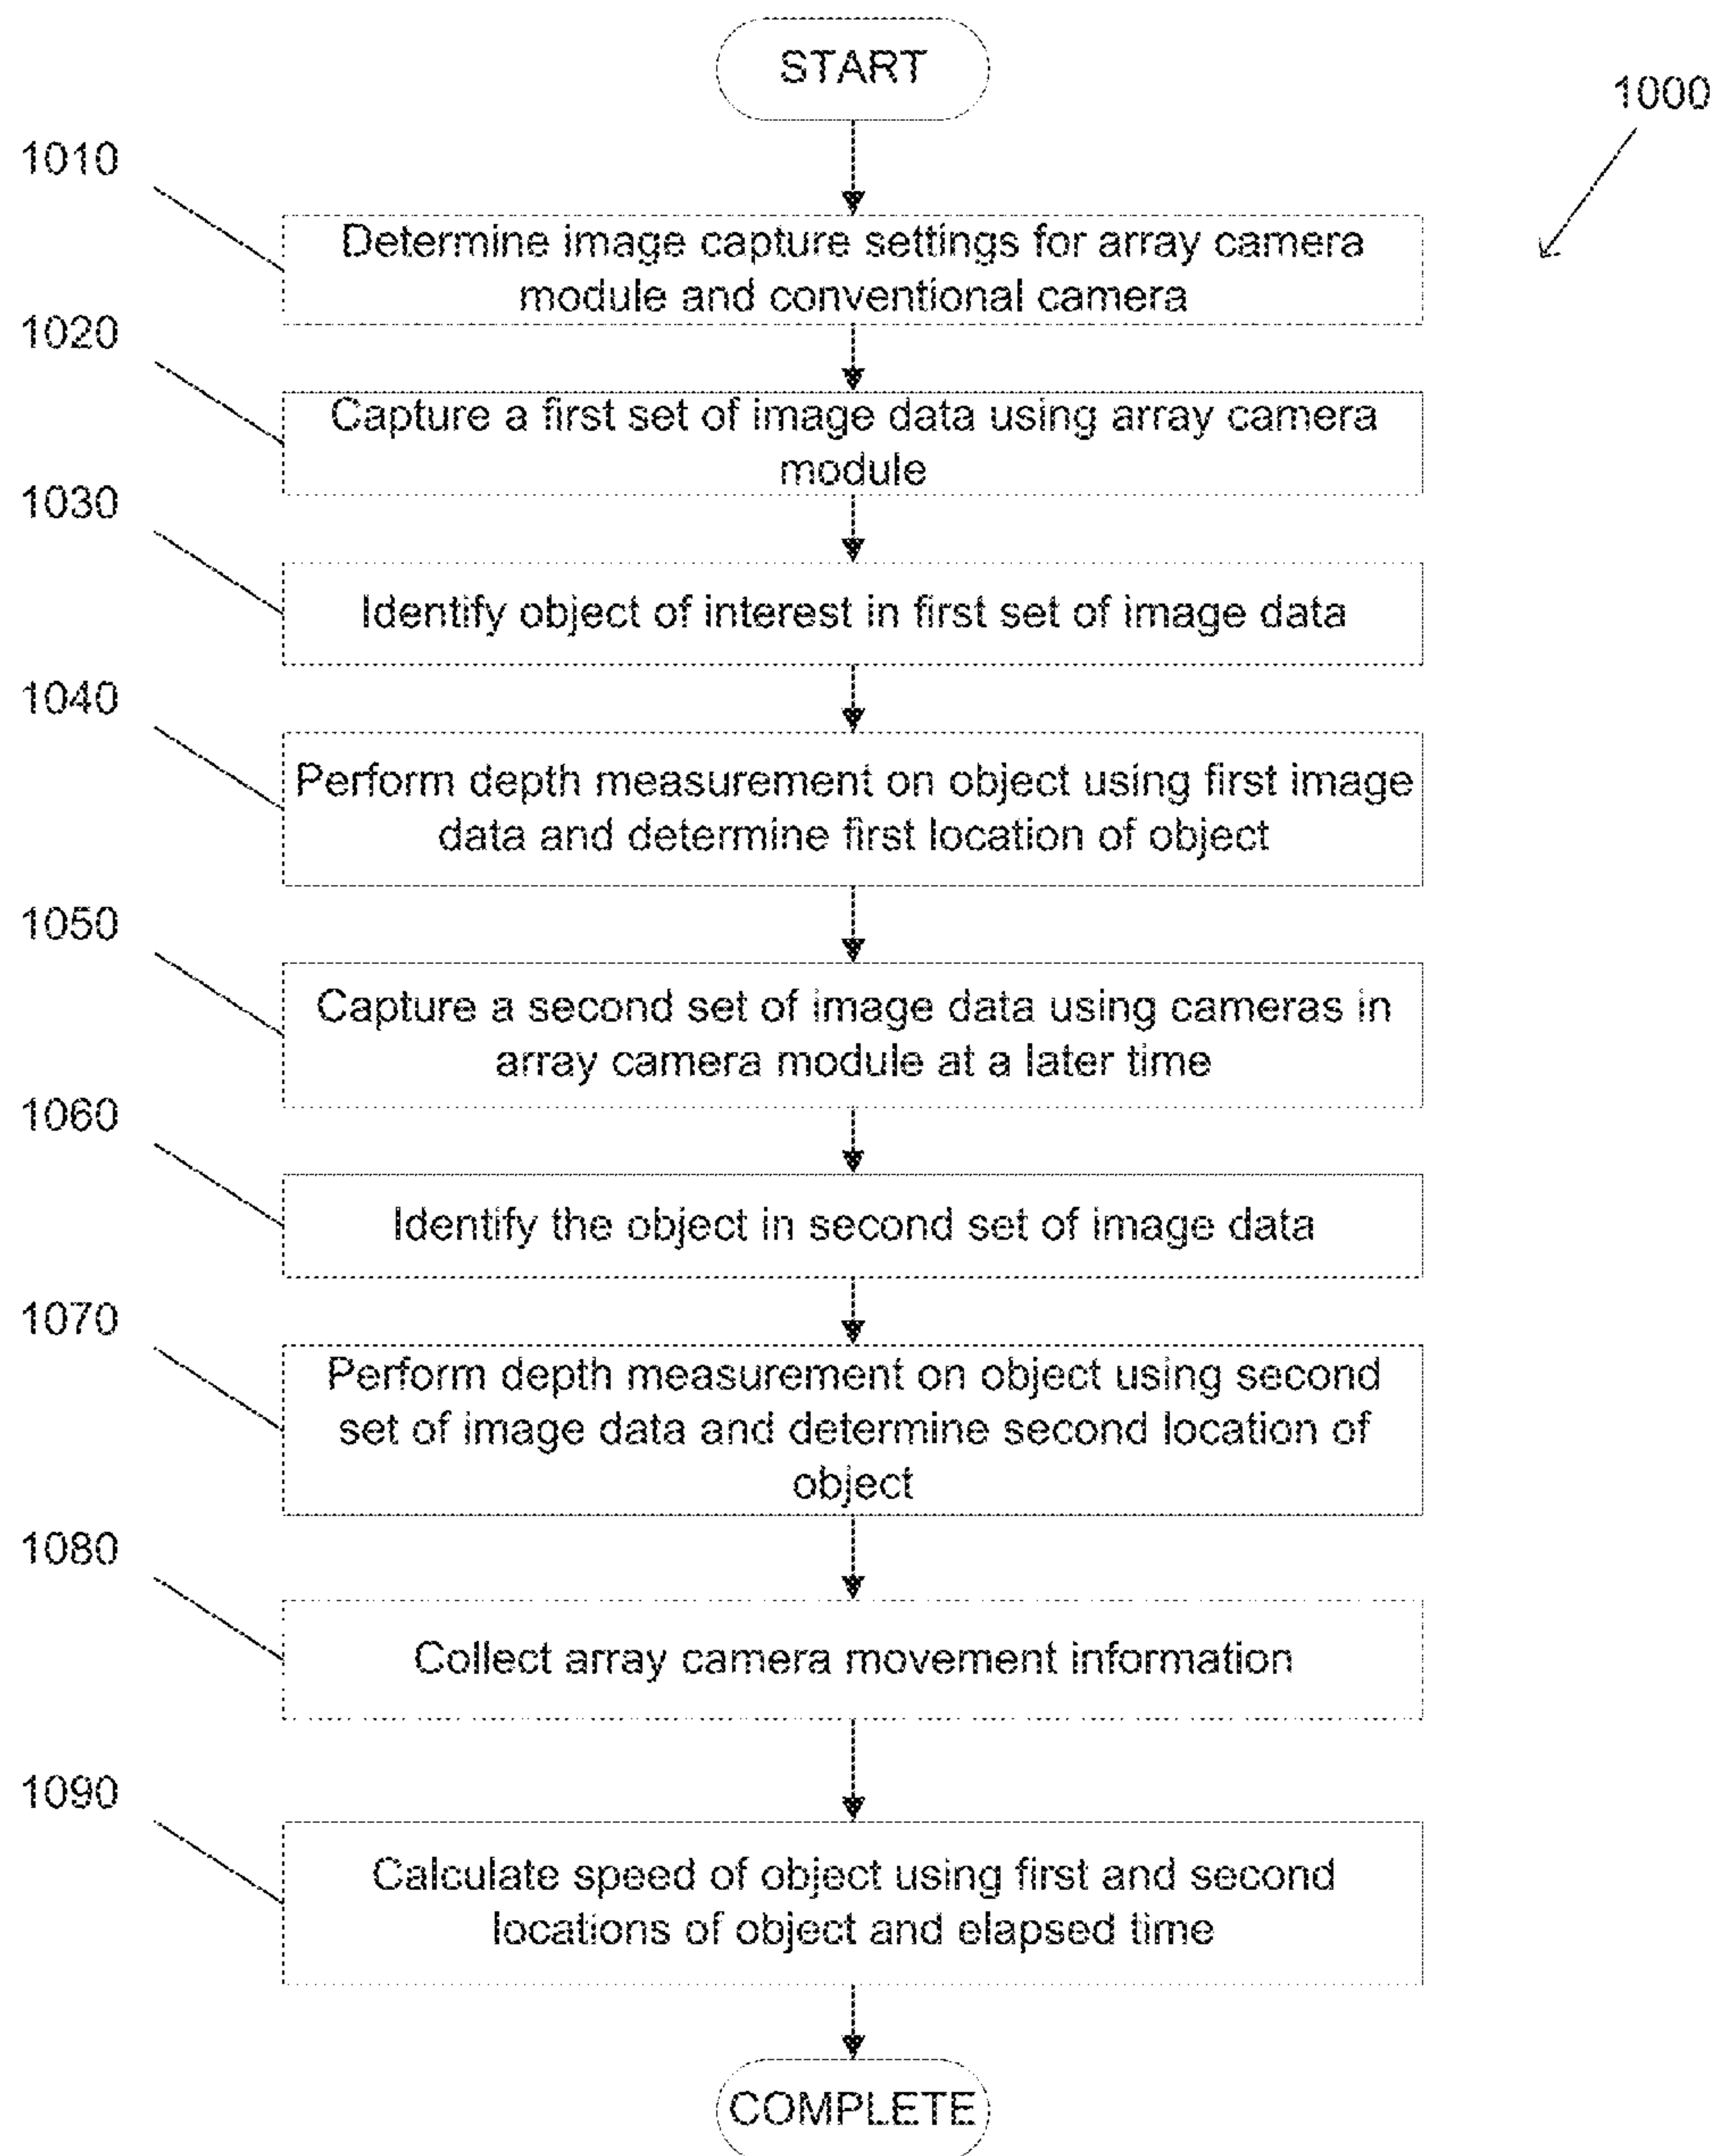 START
1000
1010
Determine image capture settings for array camera
module and conventional camera
1020
Capture a first set of image data using array camera
module
1030
Identify object of interest in first set of image data
1040
Perform depth measurement on object using first image
data and determine first location of object
1050
Capture a second set of image data using cameras in
array camera module at a later time
1060
Identify the object in second set of image data
1070
Perform depth measurement on object using second
set of image data and determine second location of
object
1080
Collect array camera movement information
1090
Calculate speed of object using first and second
locations of object and elapsed time
COMPLETE